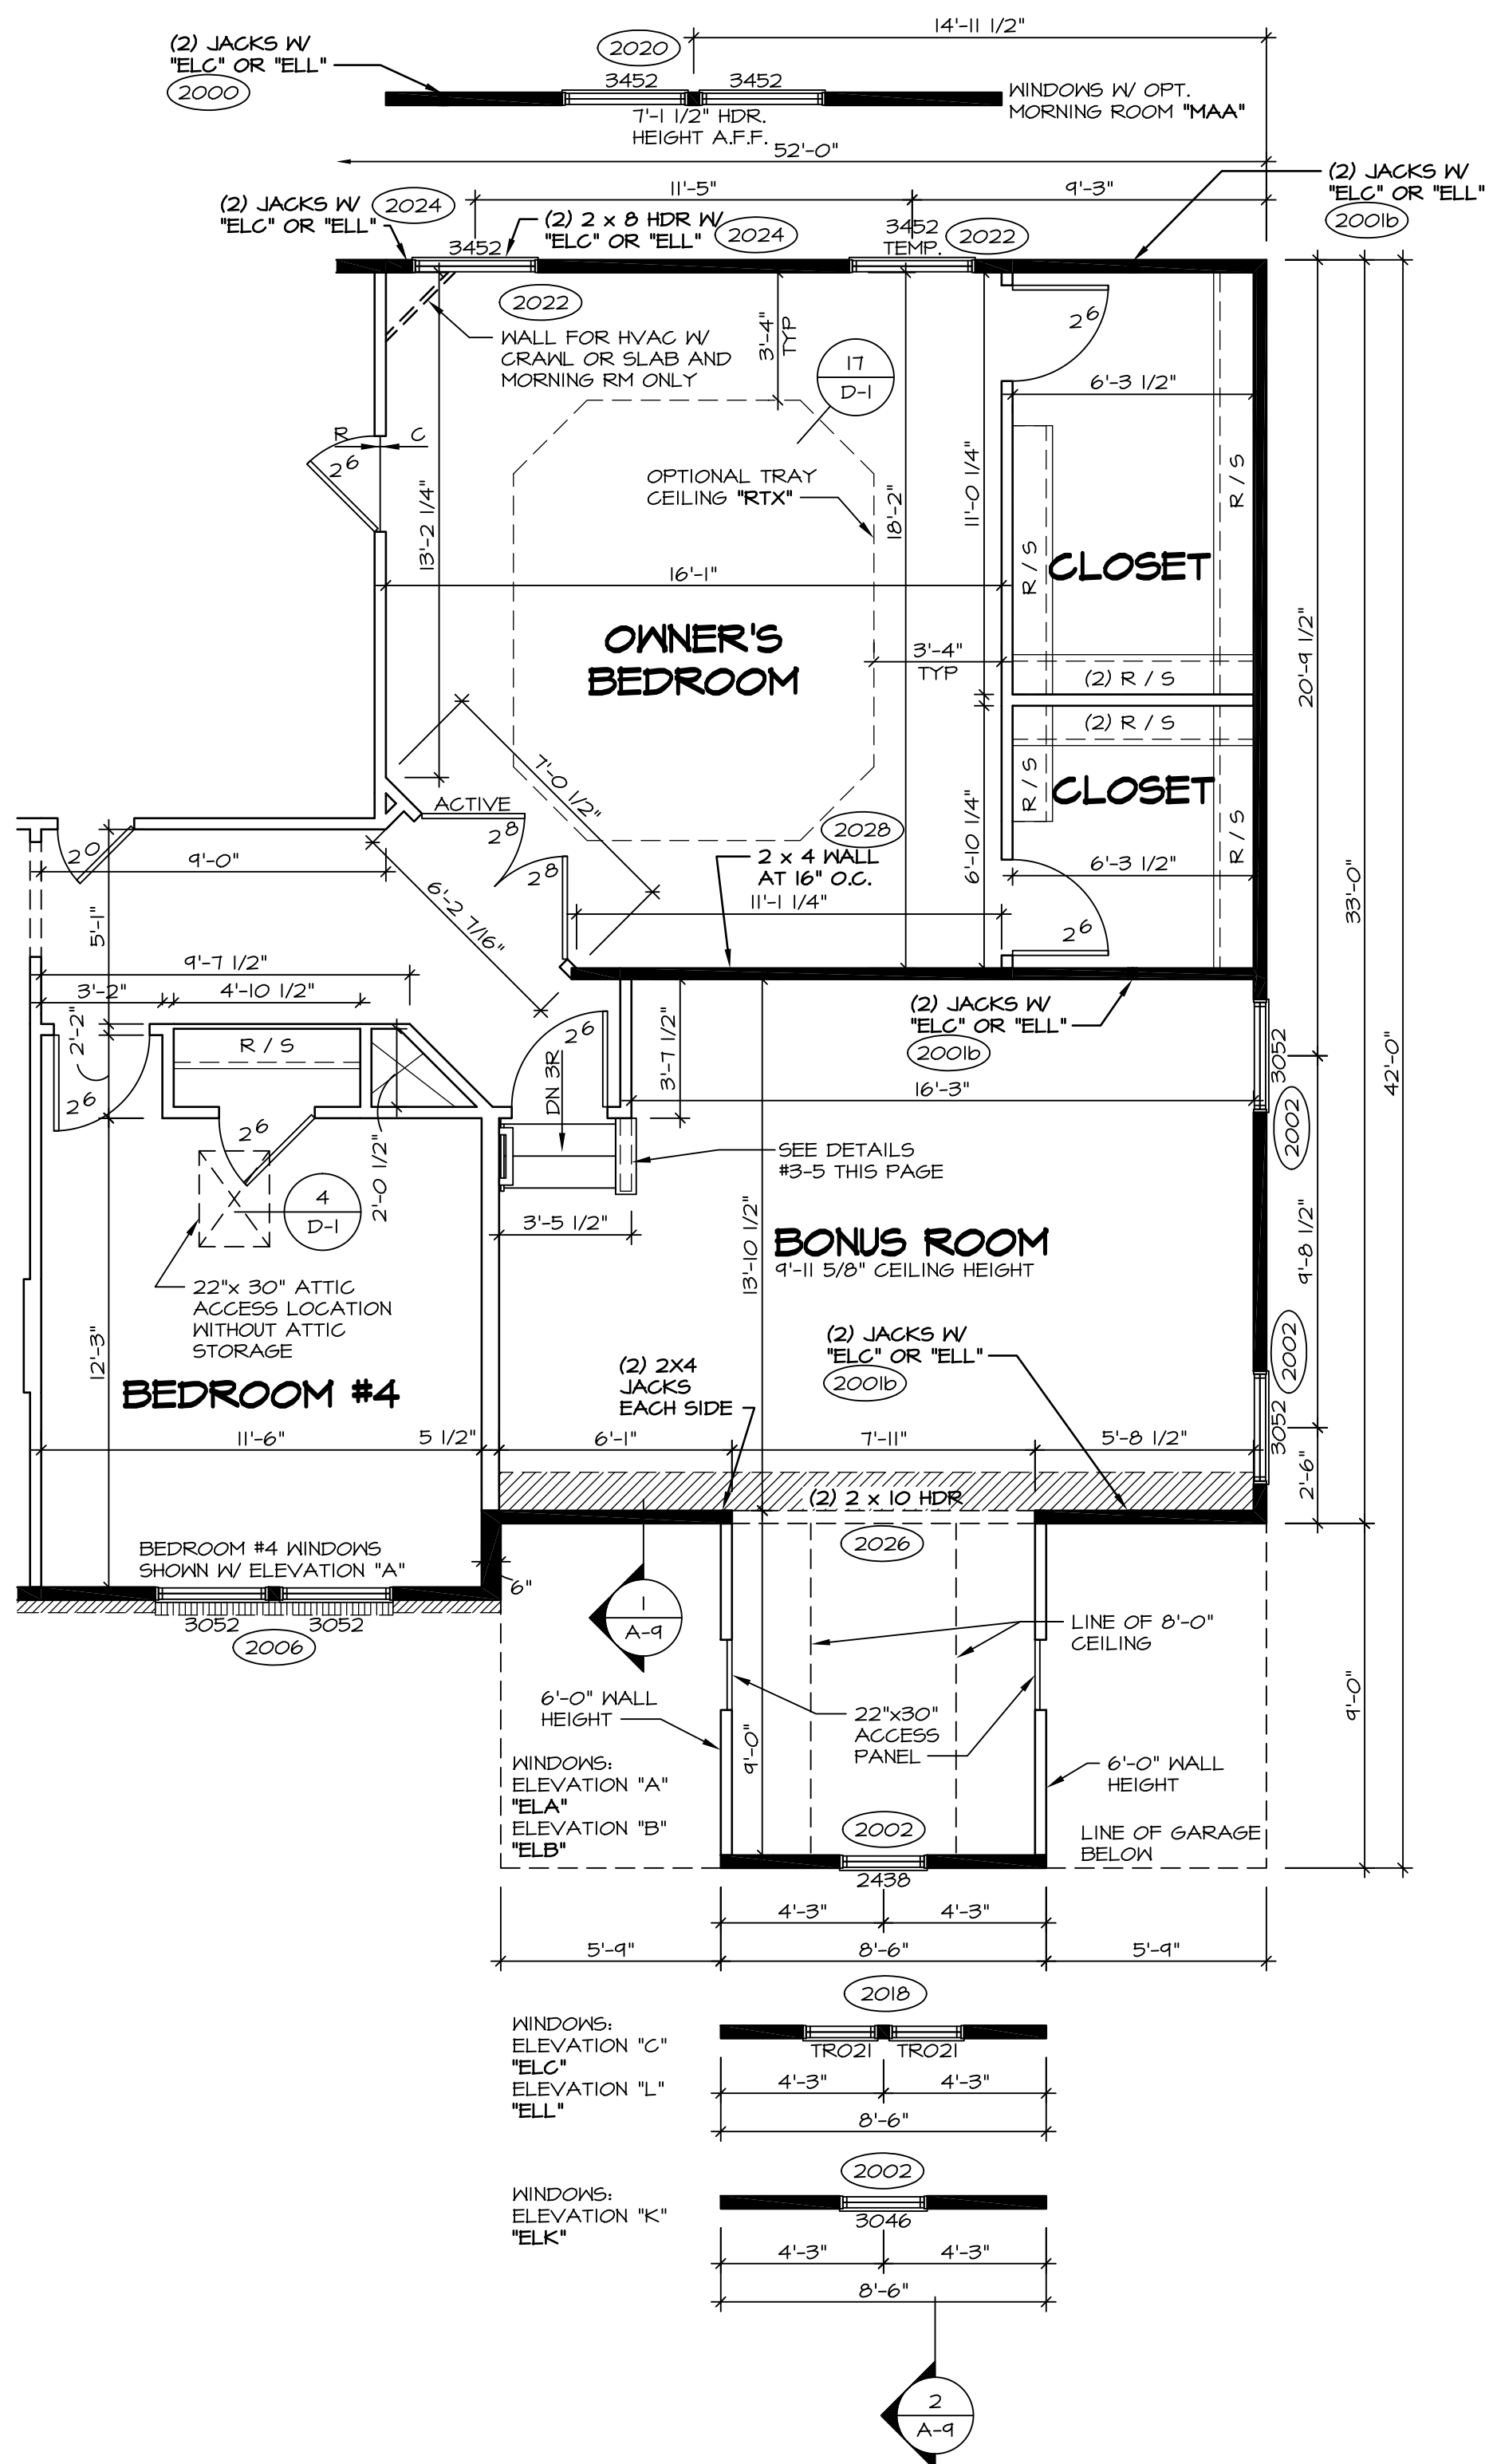 14'-11 1/2"
(2) JACKS W/
"ELC" OR "ELL"
2000
2020
3452
3452
7'-1 1/2" HDR.
HEIGHT A.F.F.
WINDOWS W/ OPT.
MORNING ROOM "MAA"
52'-0"
11'-5"
9'-3"
(2) JACKS W/
"ELC" OR "ELL"
2001b
(2) JACKS W/
"ELC" OR "ELL"
2024
(2) 2 x 8 HDR W/
"ELC" OR "ELL"
2024
3452
3452
TEMP.
2022
2022
WALL FOR HVAC W/
CRAWL OR SLAB AND
MORNING RM ONLY
3'-4"
TYP
17
D-1
2 6
6'-3 1/2"
R
C
2 6
OPTIONAL TRAY
CEILING "RTX"
13'-2 1/4"
18'-2"
11'-0 1/4"
R / S
R / S
CLOSET
16'-1"
OWNER'S
BEDROOM
3'-4"
TYP
20'-9 1/2"
(2) R / S
(2) R / S
R / S
CLOSET
R / S
7'-0 1/2"
ACTIVE
2 8
2 8
2028
2 x 4 WALL
AT 16" O.C.
6'-10 1/4"
6'-3 1/2"
11'-1 1/4"
2 6
33'-0"
42'-0"
2 0
9'-0"
5'-1"
6'-2 7/16"
9'-7 1/2"
3'-2"
4'-10 1/2"
2'-2"
R / S
2 6
2 6
2 6
DN 3R
3'-7 1/2"
(2) JACKS W/
"ELC" OR "ELL"
2001b
16'-3"
3052
2002
SEE DETAILS
#3-5 THIS PAGE
2'-0 1/2"
4
D-1
3'-5 1/2"
13'-10 1/2"
BONUS ROOM
9'-11 5/8" CEILING HEIGHT
9'-8 1/2"
22"x 30" ATTIC
ACCESS LOCATION
WITHOUT ATTIC
STORAGE
12'-3"
BEDROOM #4
(2) 2X4
JACKS
EACH SIDE
(2) JACKS W/
"ELC" OR "ELL"
2001b
2002
3052
11'-6"
5 1/2"
6'-1"
7'-11"
5'-8 1/2"
2'-6"
(2) 2 x 10 HDR
2026
BEDROOM #4 WINDOWS
SHOWN W/ ELEVATION "A"
6"
3052
3052
2006
1
A-9
LINE OF 8'-0"
CEILING
6'-0" WALL
HEIGHT
22"x30"
ACCESS
PANEL
9'-0"
9'-0"
6'-0" WALL
HEIGHT
WINDOWS:
ELEVATION "A"
"ELA"
ELEVATION "B"
"ELB"
2002
LINE OF GARAGE
BELOW
2438
4'-3"
4'-3"
5'-9"
8'-6"
5'-9"
2018
WINDOWS:
ELEVATION "C"
"ELC"
ELEVATION "L"
"ELL"
TR021
TR021
4'-3"
4'-3"
8'-6"
2002
WINDOWS:
ELEVATION "K"
"ELK"
3046
4'-3"
4'-3"
8'-6"
2
A-9